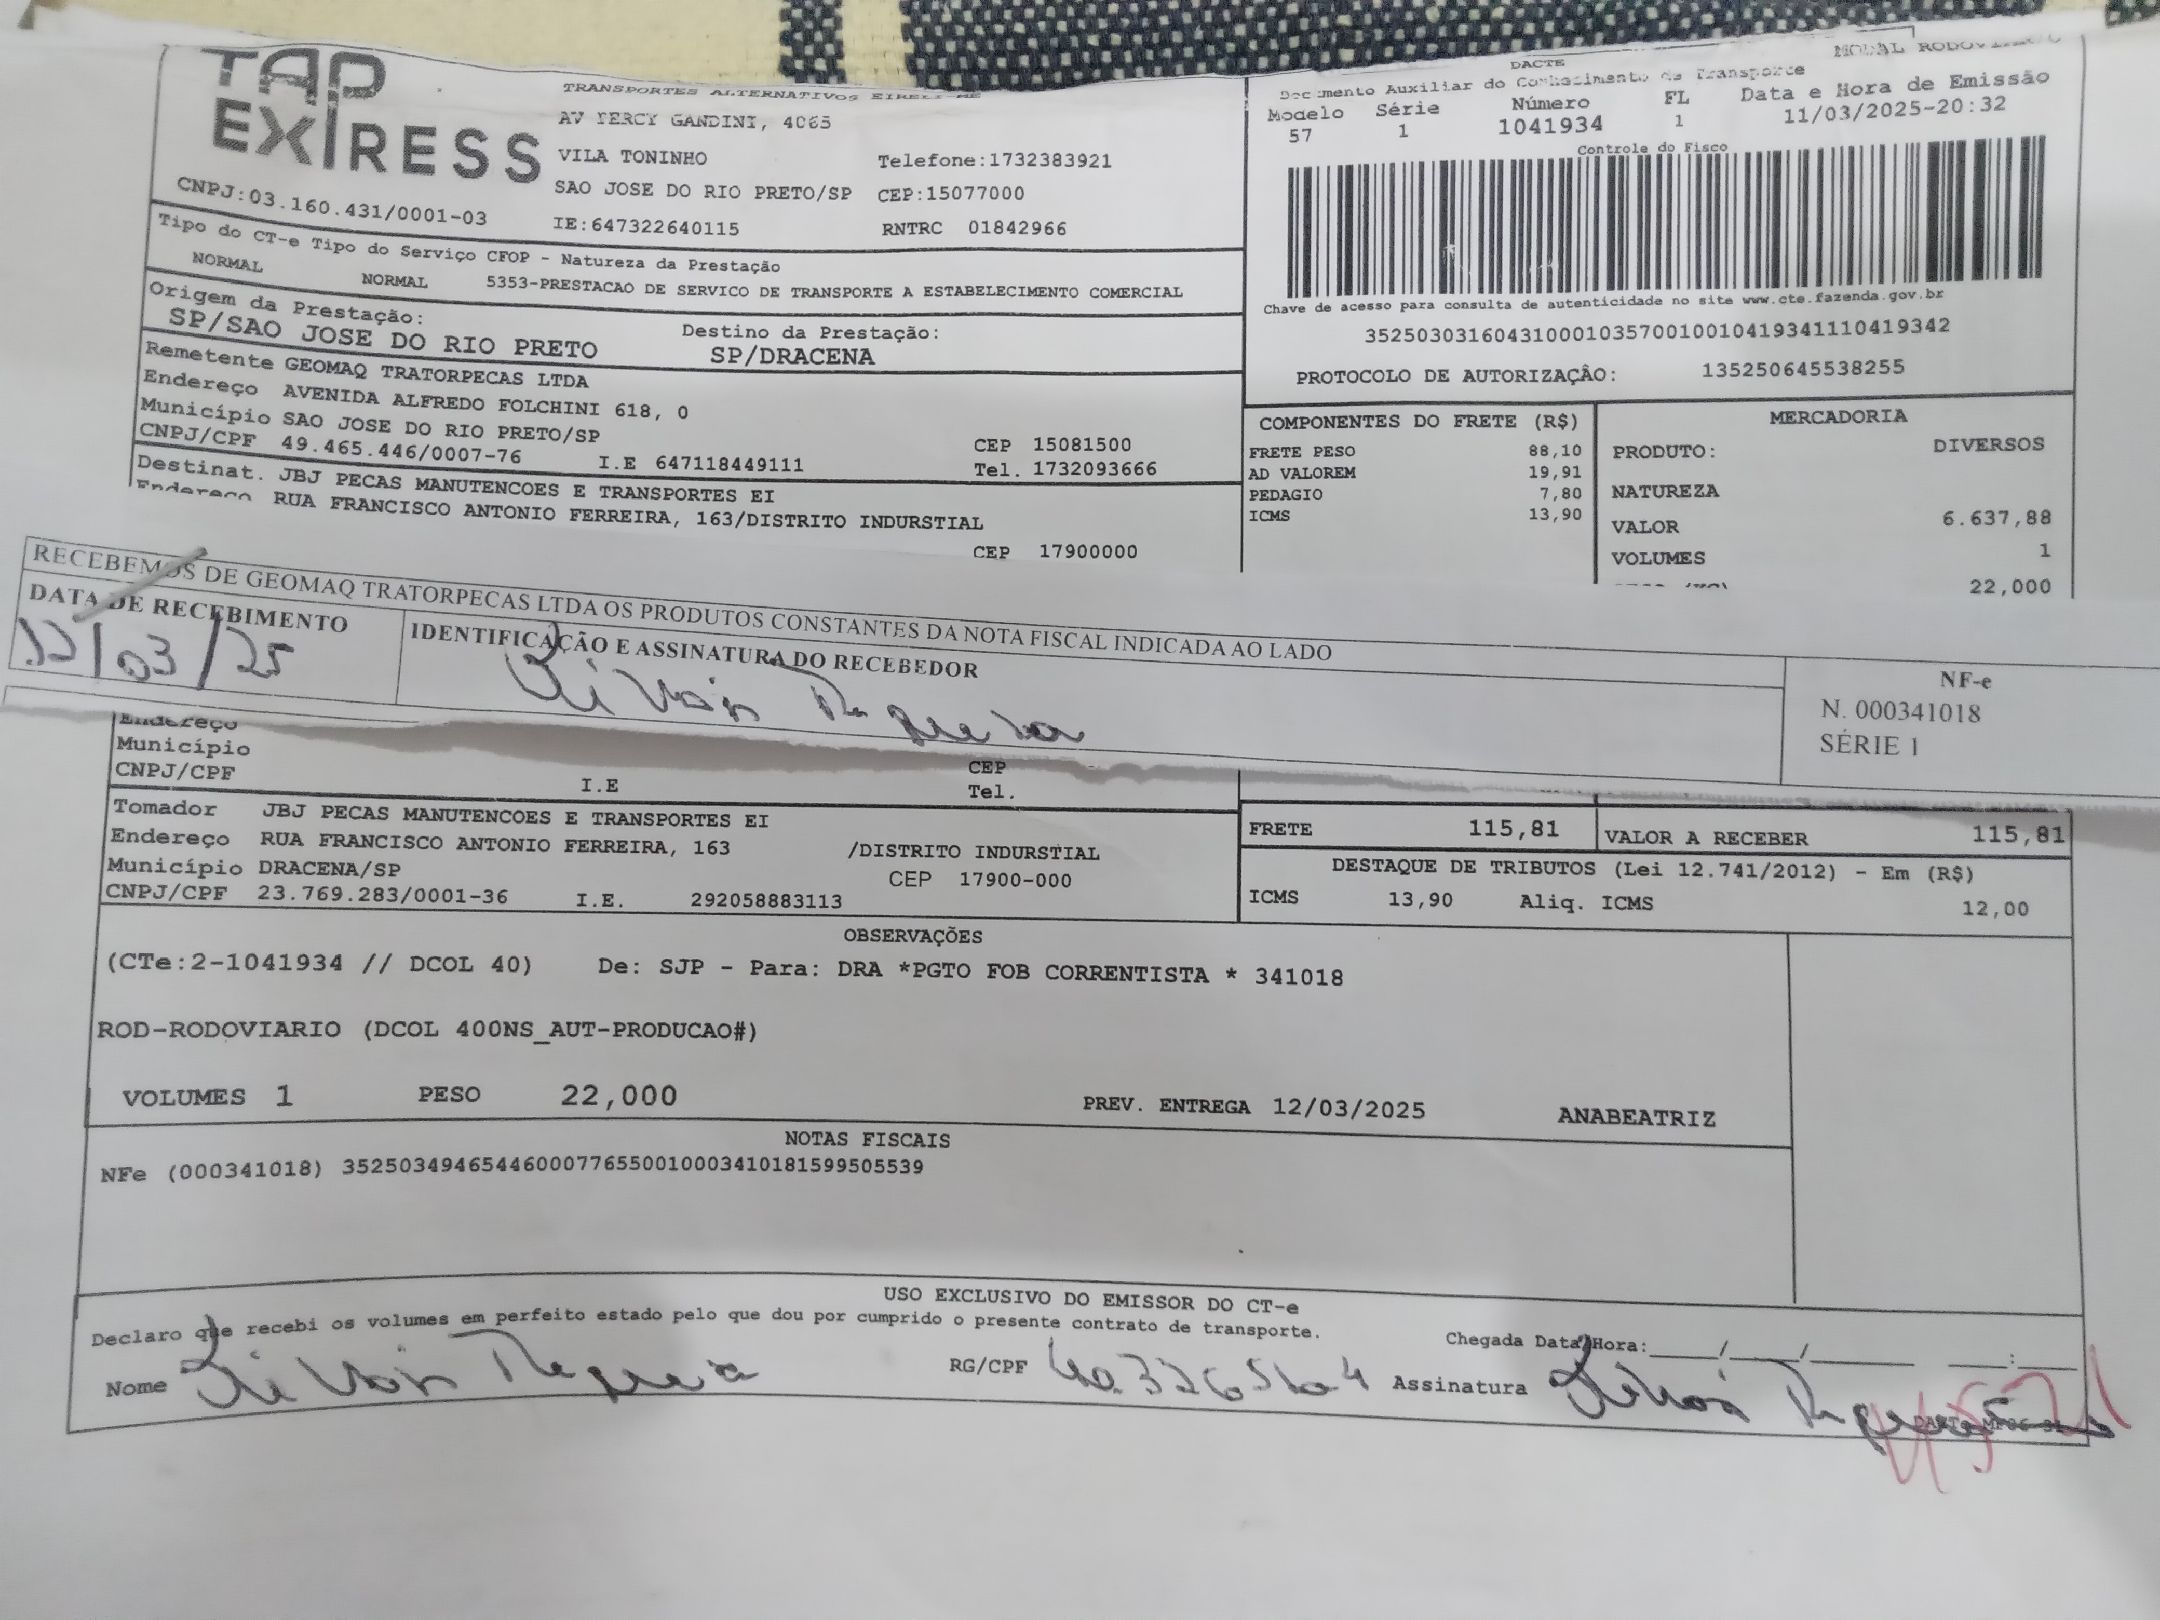 TAP
EXPRESS
TRANSPORTES ALTERNATIVOS EIRELI-ME
AV TERCY GANDINI, 4065
VILA TONINHO
Telefone:1732383921
SAO JOSE DO RIO PRETO/SP CEP:15077000
CNPJ:03.160.431/0001-03
IE:647322640115
RNTRC 01842966
MODAL RODOVIARIO
DACTE
Documento Auxiliar do Conhecimento de Transporte
Modelo Série Número FL Data e Hora de Emissão
57 1 1041934 1 11/03/2025-20:32
Controle do Fisco
Chave de acesso para consulta de autenticidade no site www.cte.fazenda.gov.br
35250303160431000103570010010419341110419342
PROTOCOLO DE AUTORIZAÇÃO: 135250645538255
Tipo do CT-e Tipo do Serviço CFOP - Natureza da Prestação
NORMAL NORMAL 5353-PRESTACAO DE SERVICO DE TRANSPORTE A ESTABELECIMENTO COMERCIAL
Origem da Prestação: Destino da Prestação:
SP/SAO JOSE DO RIO PRETO SP/DRACENA
Remetente GEOMAQ TRATORPECAS LTDA
Endereço AVENIDA ALFREDO FOLCHINI 618, 0
Município SAO JOSE DO RIO PRETO/SP CEP 15081500
CNPJ/CPF 49.465.446/0007-76 I.E 647118449111 Tel. 1732093666
Destinat. JBJ PECAS MANUTENCOES E TRANSPORTES EI
Endereço RUA FRANCISCO ANTONIO FERREIRA, 163/DISTRITO INDURSTIAL
CEP 17900000
COMPONENTES DO FRETE (R$)
FRETE PESO 88,10
AD VALOREM 19,91
PEDAGIO 7,80
ICMS 13,90
MERCADORIA
PRODUTO: DIVERSOS
NATUREZA
VALOR 6.637,88
VOLUMES 1
22,000
RECEBEMOS DE GEOMAQ TRATORPECAS LTDA OS PRODUTOS CONSTANTES DA NOTA FISCAL INDICADA AO LADO
DATA DE RECEBIMENTO IDENTIFICAÇÃO E ASSINATURA DO RECEBEDOR
12/03/25
NF-e
N. 000341018
SÉRIE 1
Endereço
Município
CEP
CNPJ/CPF I.E Tel.
Tomador JBJ PECAS MANUTENCOES E TRANSPORTES EI
Endereço RUA FRANCISCO ANTONIO FERREIRA, 163 /DISTRITO INDURSTIAL
Município DRACENA/SP CEP 17900-000
CNPJ/CPF 23.769.283/0001-36 I.E. 292058883113
FRETE 115,81 VALOR A RECEBER 115,81
DESTAQUE DE TRIBUTOS (Lei 12.741/2012) - Em (R$)
ICMS 13,90 Aliq. ICMS 12,00
OBSERVAÇÕES
(CTe:2-1041934 // DCOL 40) De: SJP - Para: DRA *PGTO FOB CORRENTISTA * 341018
ROD-RODOVIARIO (DCOL 400NS_AUT-PRODUCAO#)
VOLUMES 1 PESO 22,000 PREV. ENTREGA 12/03/2025 ANABEATRIZ
NOTAS FISCAIS
NFe (000341018) 35250349465446000776550010003410181599505539
USO EXCLUSIVO DO EMISSOR DO CT-e
Declaro que recebi os volumes em perfeito estado pelo que dou por cumprido o presente contrato de transporte.
Chegada Data/Hora:____/____/______ ___:___
Nome RG/CPF Assinatura